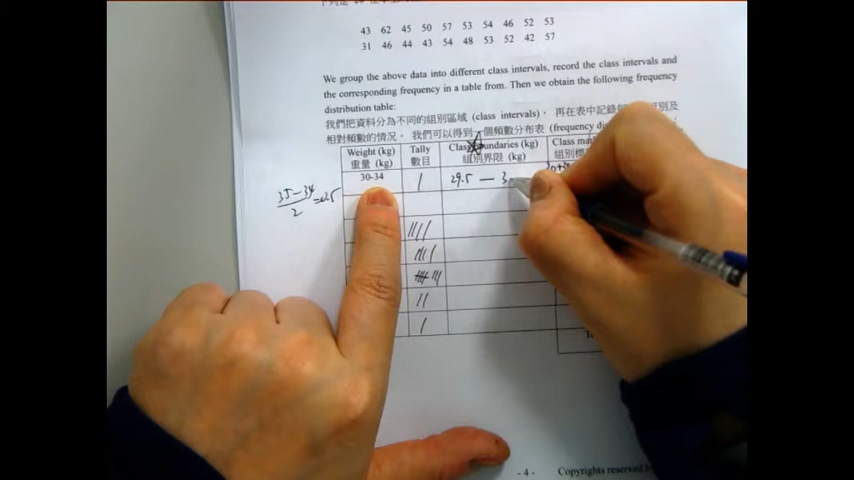 43 62 45 50 57 53 54 46 52 53
31 46 44 43 54 48 53 52 42 57
We group the above data into different class intervals, record the class intervals and
the corresponding frequency in a table from. Then we obtain the following frequency
distribution table:
我們把資料分為不同的組別區域 (class intervals)， 再在表中記錄
相對頻數的情況。 我們可以得到一個頻數分布表 (frequency
Weight (kg) Tally (kg) Class
重量 (kg) 數目 組別界限 (kg) 組別
30-34 / 29.5 — 3
35-34
2 =0.5
////
////
//// ///
//
/
- 4 - Copyrights reserved